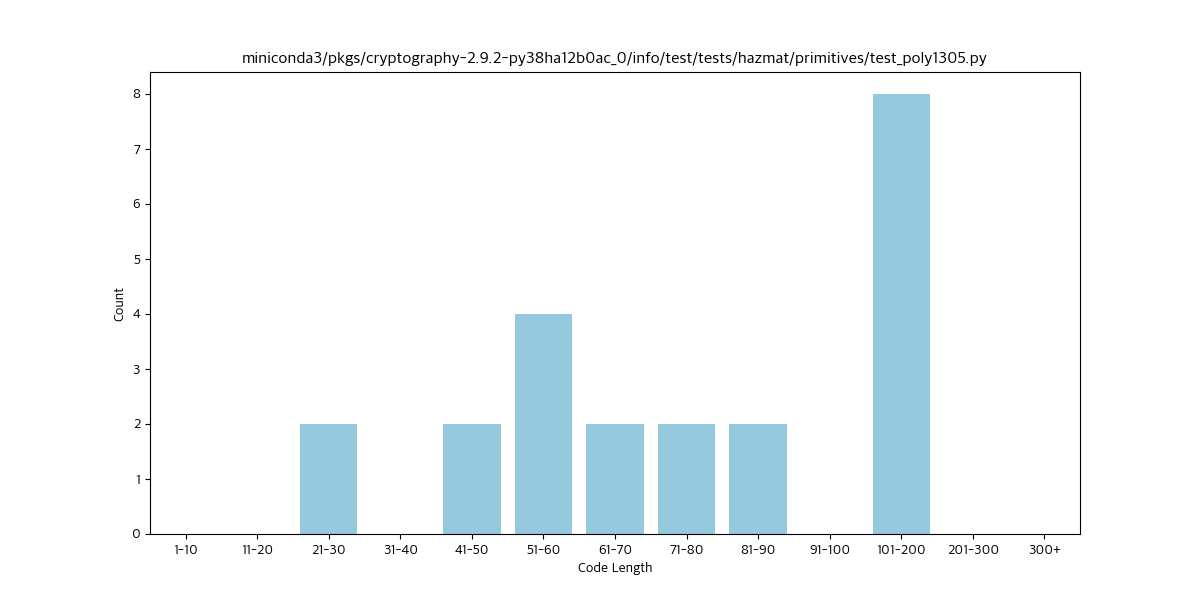 miniconda3/pkgs/cryptography-2.9.2-py38ha12b0ac_0/info/test/tests/hazmat/primitives/test_poly1305.py
8
7
6
5
4
3
2
1
0
Count
1-10 11-20 21-30 31-40 41-50 51-60 61-70 71-80 81-90 91-100 101-200 201-300 300+
Code Length